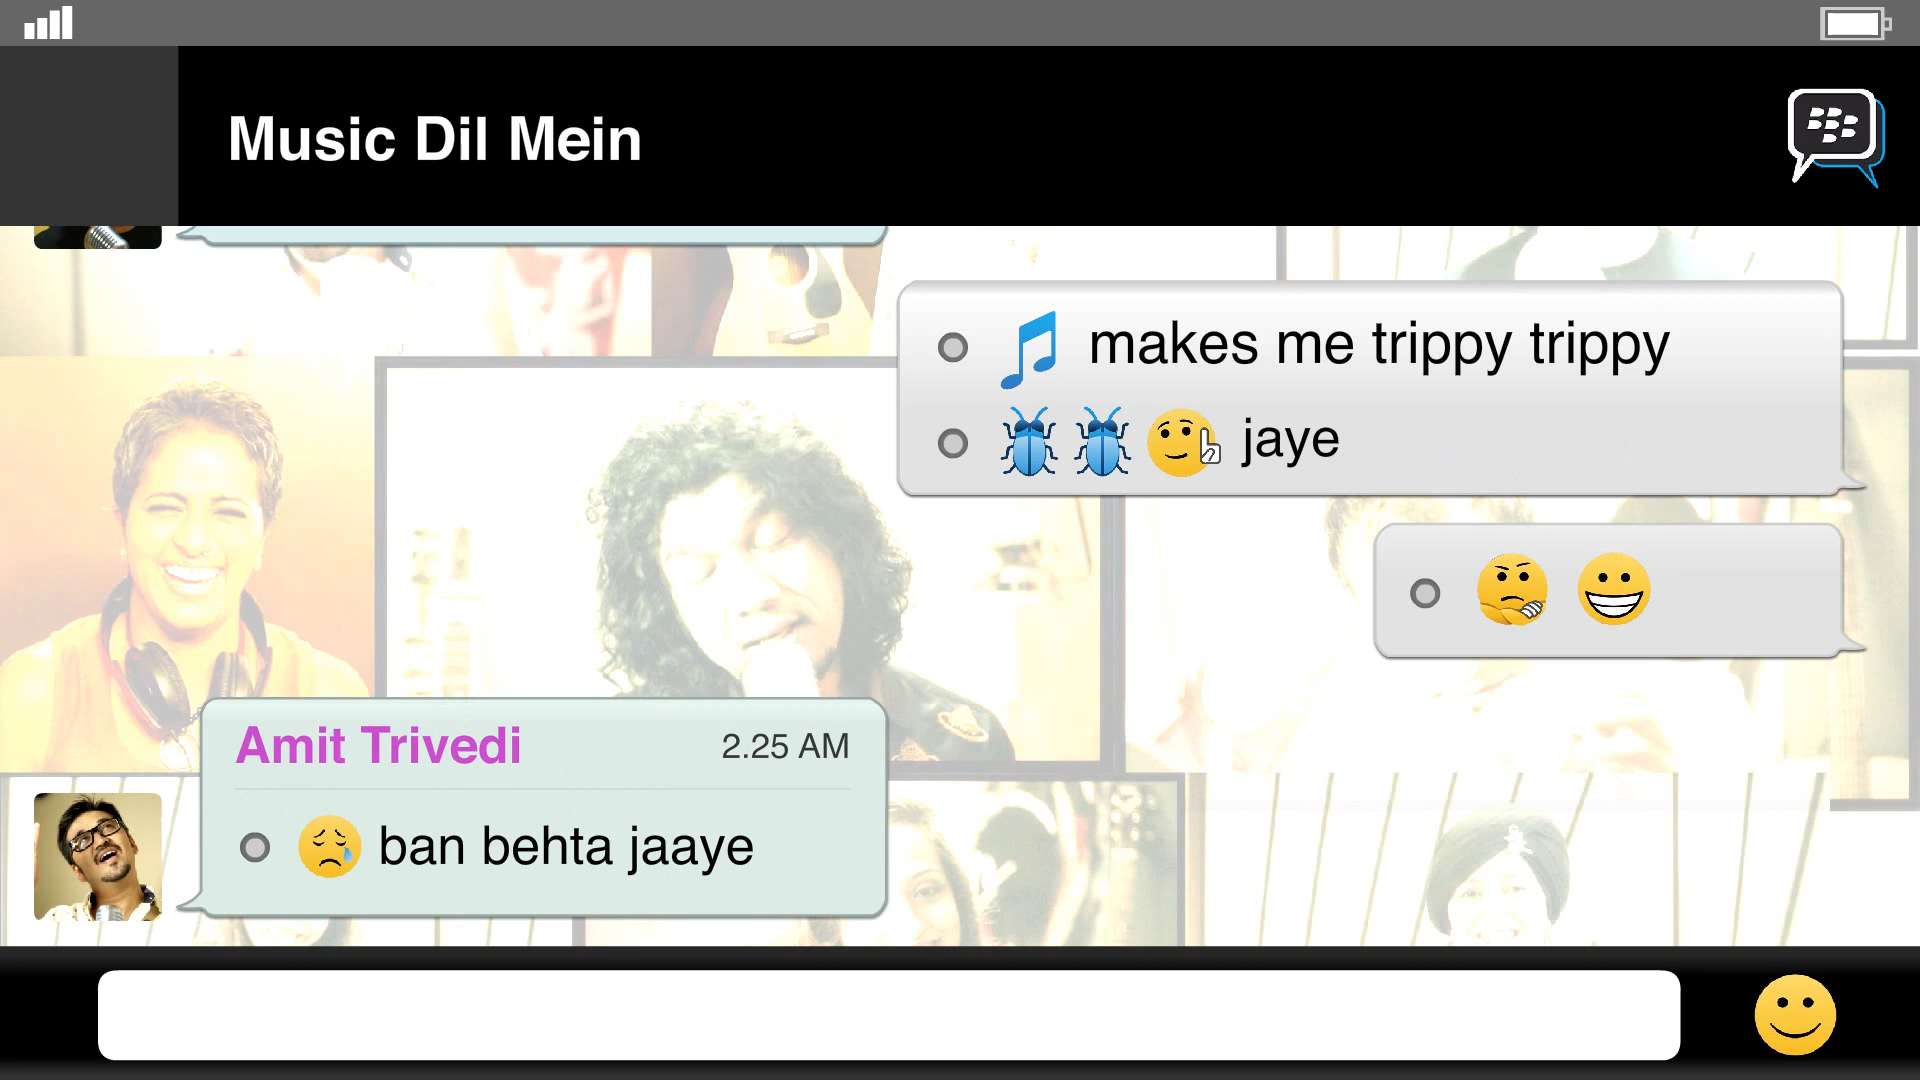 Music Dil Mein
makes me trippy trippy
jaye
Amit Trivedi 2.25 AM
ban behta jaaye